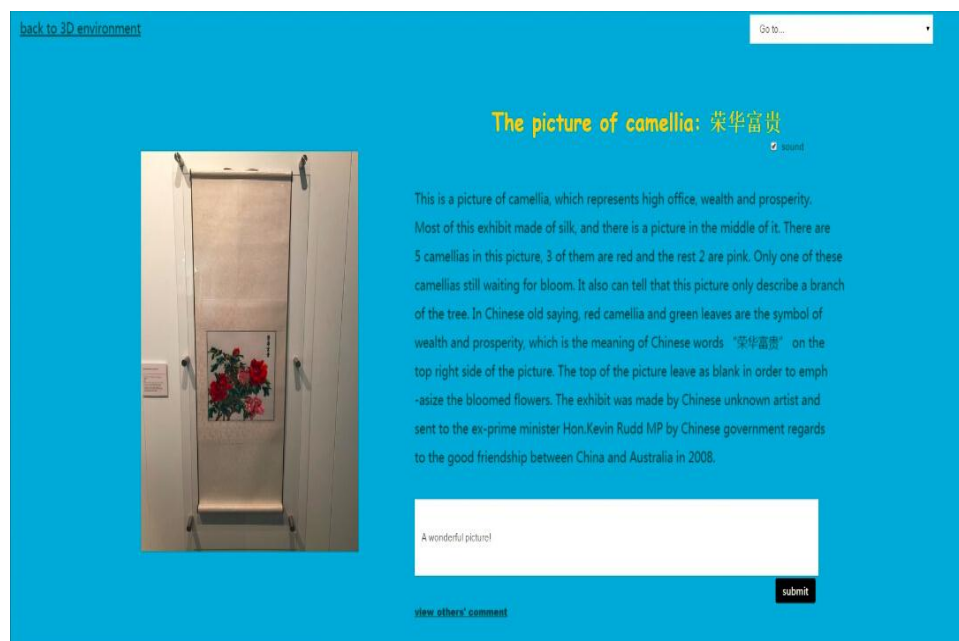 back to 3D environment
Go to...
The picture of camellia: 荣华富贵
sound
This is a picture of camellia, which represents high office, wealth and prosperity.
Most of this exhibit made of silk, and there is a picture in the middle of it. There are
5 camellias in this picture, 3 of them are red and the rest 2 are pink. Only one of these
camellias still waiting for bloom. It also can tell that this picture only describe a branch
of the tree. In Chinese old saying, red camellia and green leaves are the symbol of
wealth and prosperity, which is the meaning of Chinese words “荣华富贵” on the
top right side of the picture. The top of the picture leave as blank in order to emph
-asize the bloomed flowers. The exhibit was made by Chinese unknown artist and
sent to the ex-prime minister Hon.Kevin Rudd MP by Chinese government regards
to the good friendship between China and Australia in 2008.
A wonderful picture!
submit
view others' comment